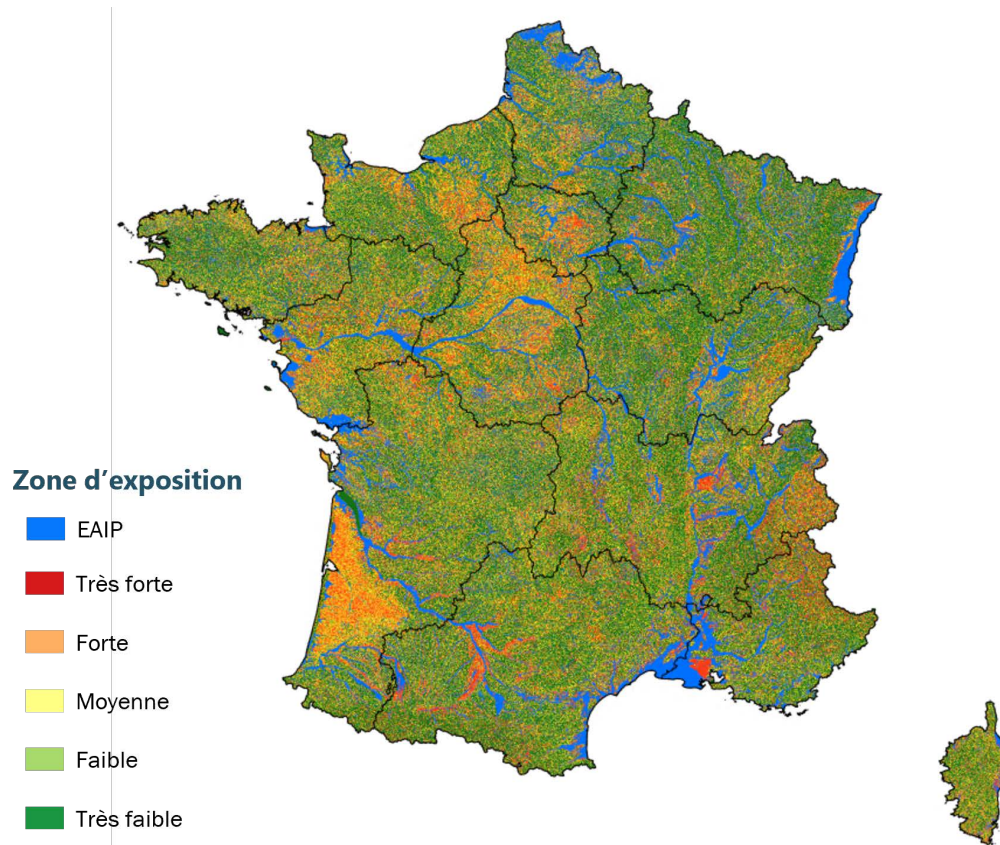 Zone d'exposition
EAIP
Très forte
Forte
Moyenne
Faible
Très faible